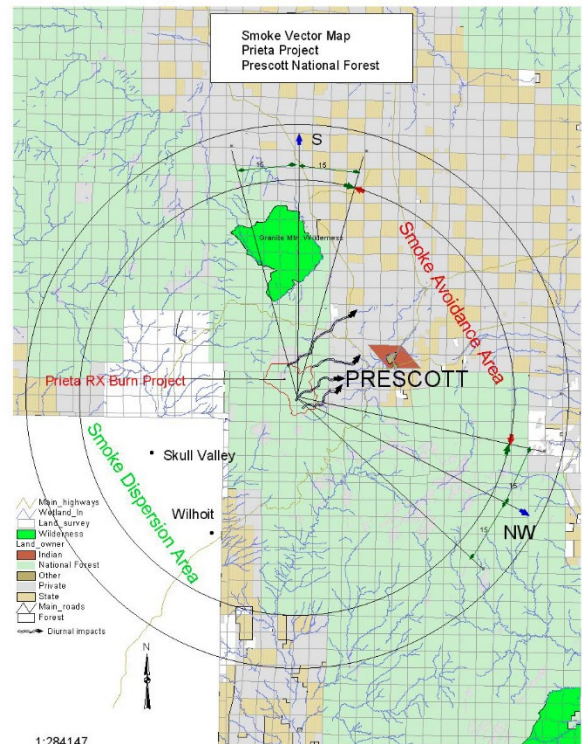 Smoke Vector Map
Prieta Project
Prescott National Forest
S
15
15
Granite Mtn Wilderness
Smoke Avoidance Area
Prieta RX Burn Project
PRESCOTT
Smoke Dispersion Area
Skull Valley
Wilhoit
15
NW
15
Main_highways
Wetland_ln
Land_survey
Wilderness
Land_owner
Indian
National Forest
Other
Private
State
Main_roads
Forest
Diurnal impacts
N
1:284147